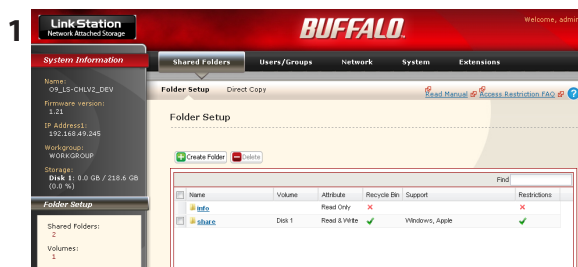 1
LinkStation
Network Attached Storage
BUFFALO
Welcome, admin
System Information
Shared Folders Users/Groups Network System Extensions
Name:
O9_LS-CHLV2_DEV
Firmware version:
1.21
IP Address1:
192.168.49.245
Workgroup:
WORKGROUP
Storage:
Disk 1: 0.0 GB / 218.6 GB
(0.0 %)
Folder Setup
Shared Folders:
2
Volumes:
1
Folder Setup Direct Copy
Read Manual Access Restriction FAQ ?
Folder Setup
Create Folder Delete
Find
Name Volume Attribute Recycle Bin Support Restrictions
info Read Only
share Disk 1 Read & Write Windows, Apple